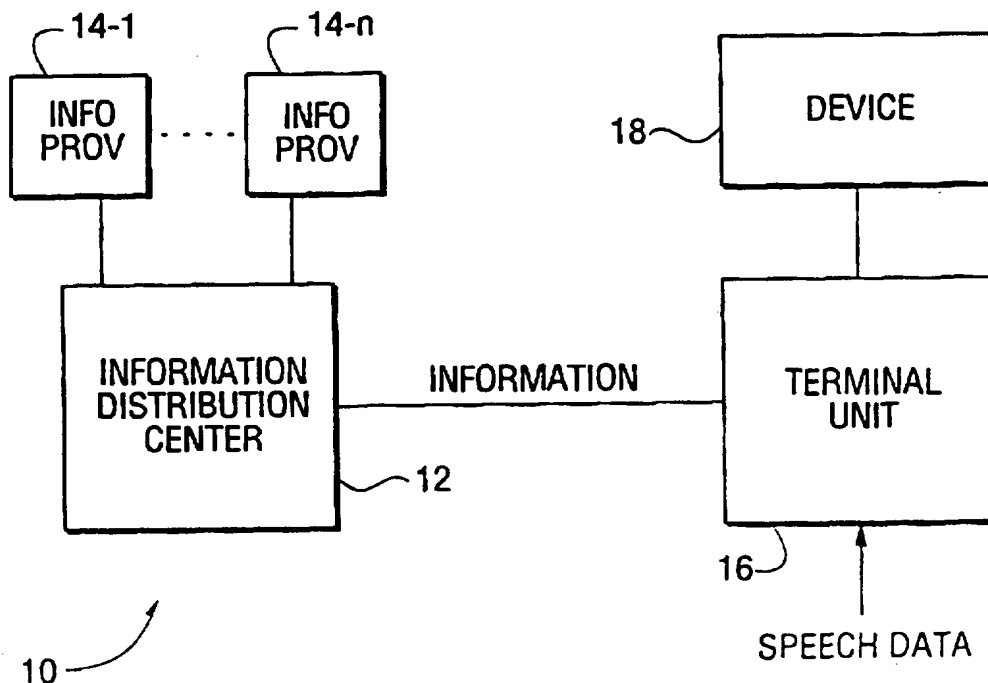 14-1
14-n
INFO
PROV
INFO
PROV
DEVICE
18
INFORMATION
DISTRIBUTION
CENTER
INFORMATION
TERMINAL
UNIT
12
16
10
SPEECH DATA